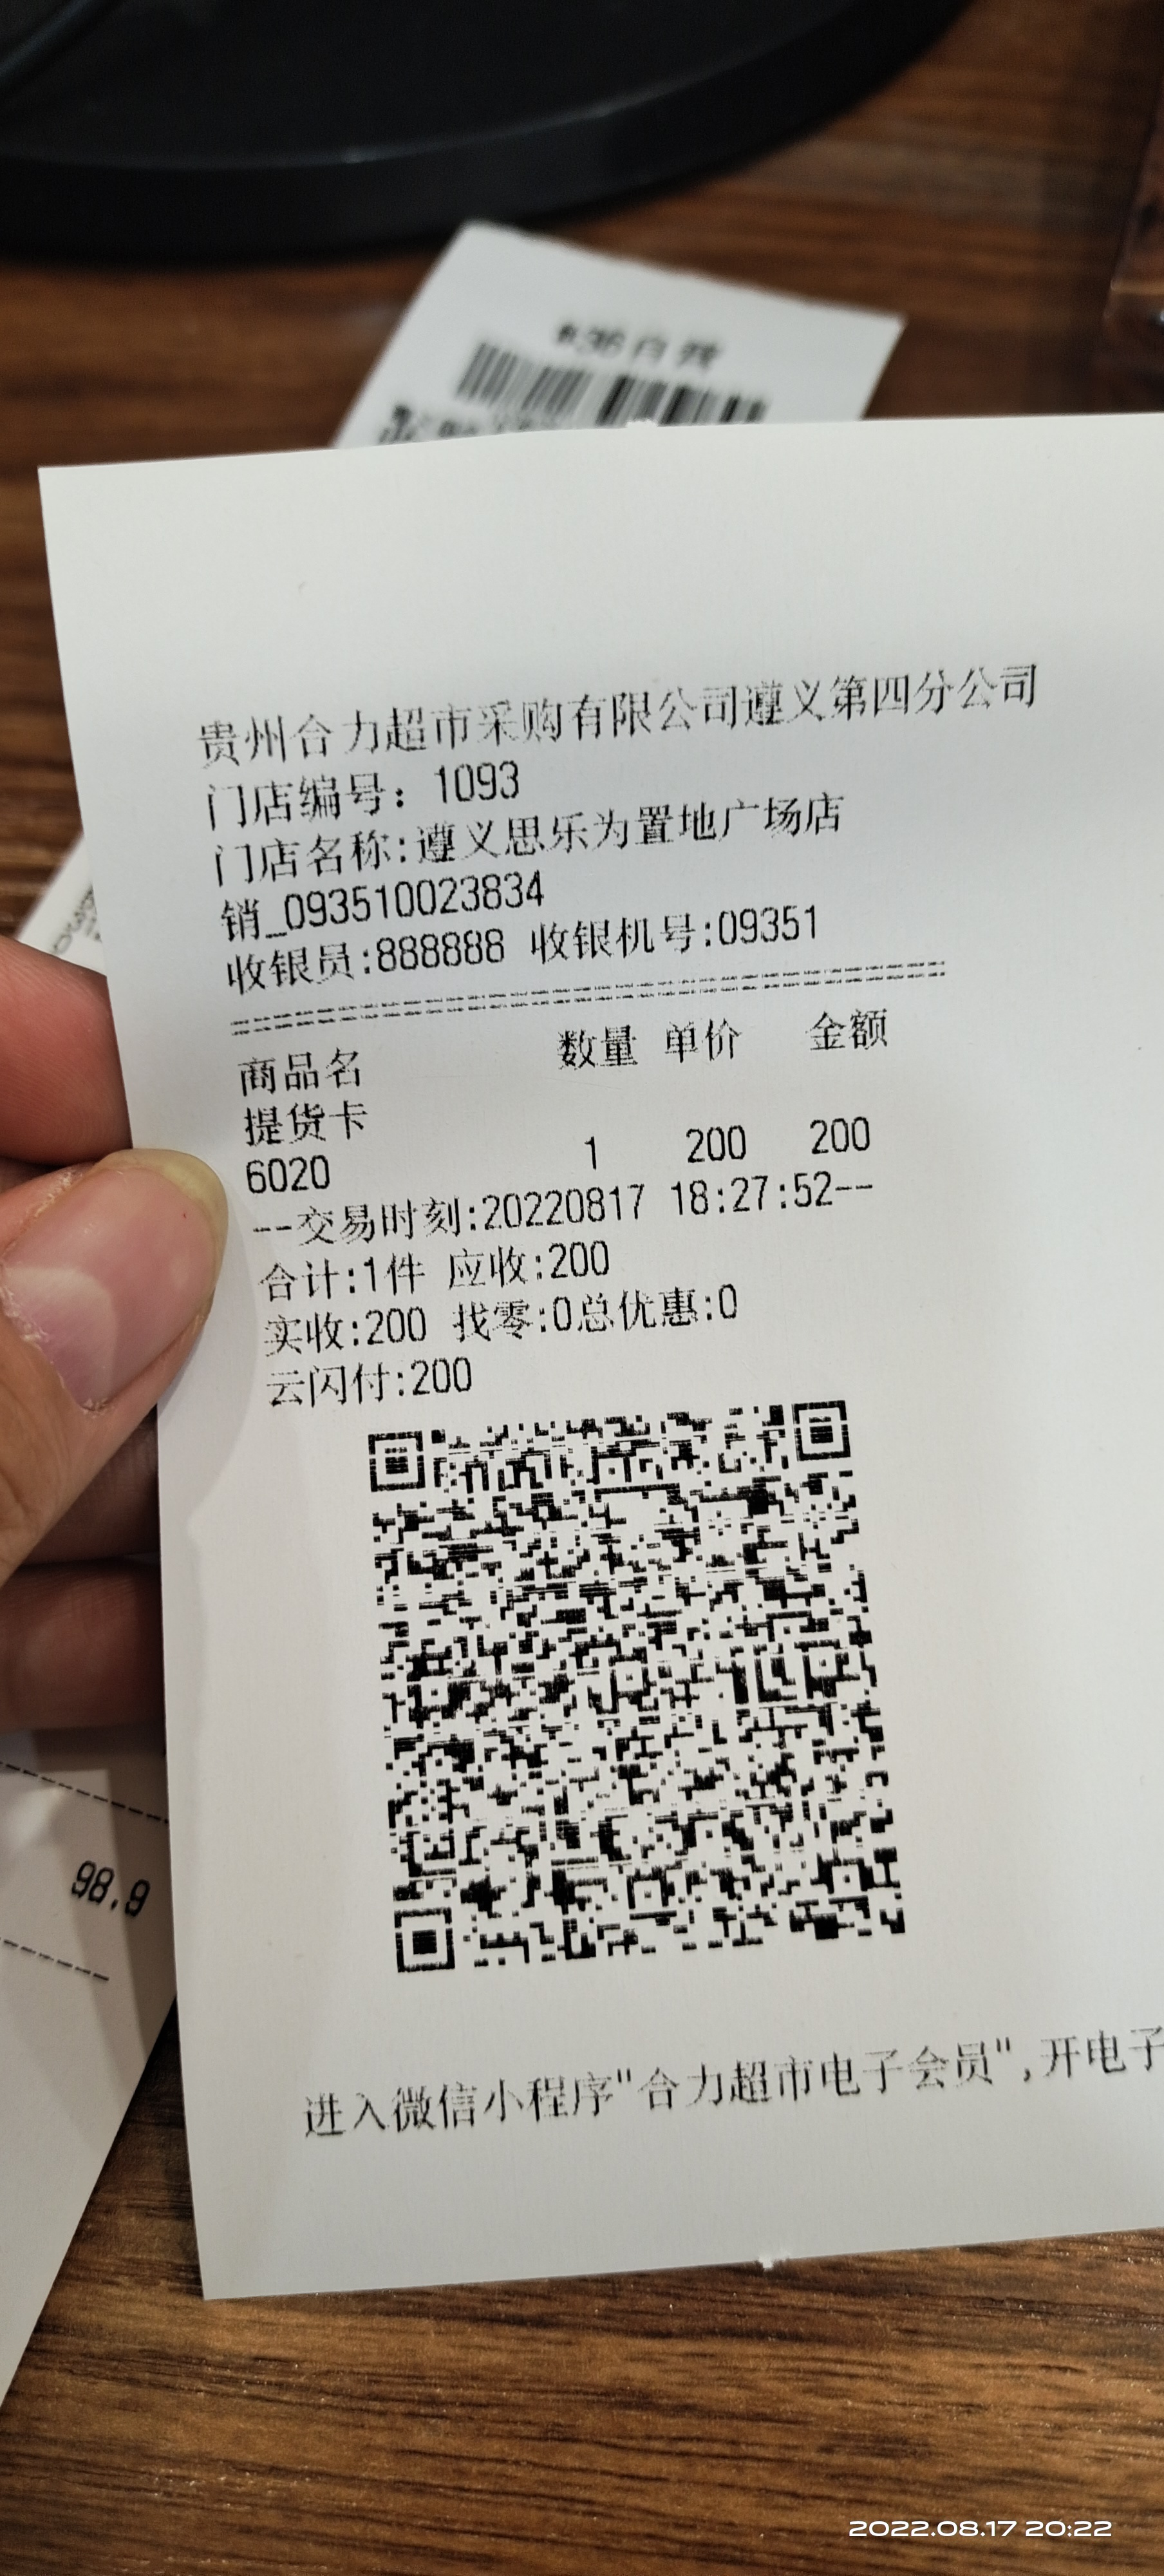 贵州合力超市采购有限公司遵义第四分公司
门店编号：1093
门店名称:遵义思乐为置地广场店
销_093510023834
收银员:888888 收银机号:09351
商品名 数量 单价 金额
提货卡
6020 1 200 200
--交易时刻:20220817 18:27:52--
合计:1件 应收:200
实收:200 找零:0总优惠:0
云闪付:200
进入微信小程序"合力超市电子会员",开电子
98.9
2022.08.17 20:22